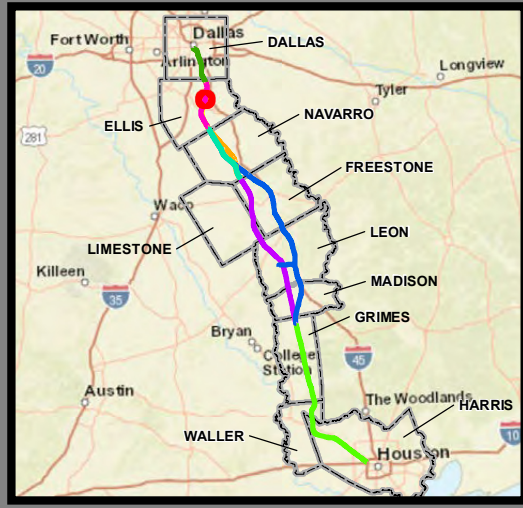 Dallas
DALLAS
Fort Worth
Arlington
20
Longview
Tyler
NAVARRO
ELLIS
281
FREESTONE
Waco
LEON
LIMESTONE
Killeen
MADISON
35
GRIMES
Bryan
College
Station
45
Austin
The Woodlands
HARRIS
WALLER
10
Houston